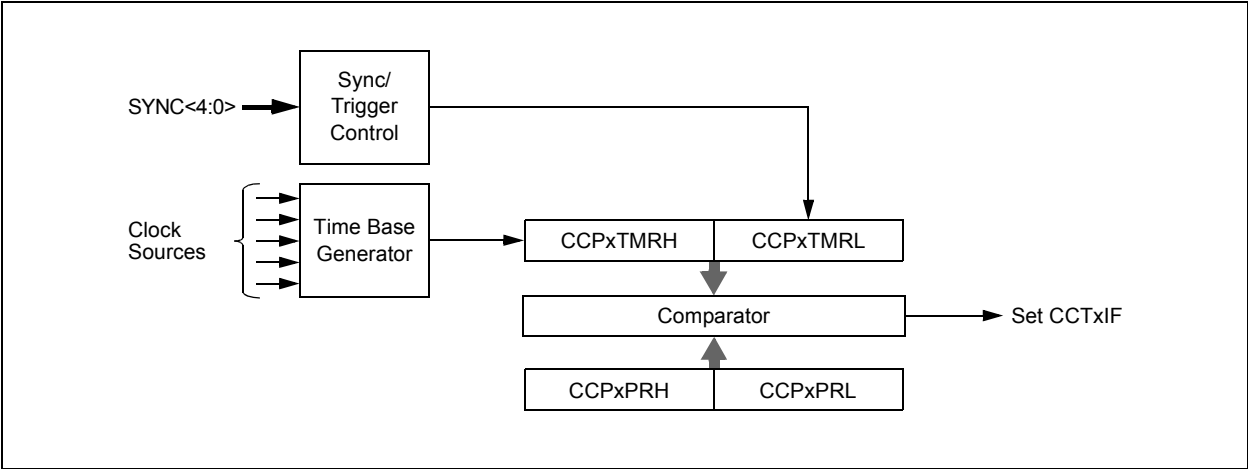 Sync/
Trigger
Control
SYNC<4:0>
Clock
Sources
Time Base
Generator
CCPxTMRH
CCPxTMRL
Comparator
Set CCTxIF
CCPxPRH
CCPxPRL